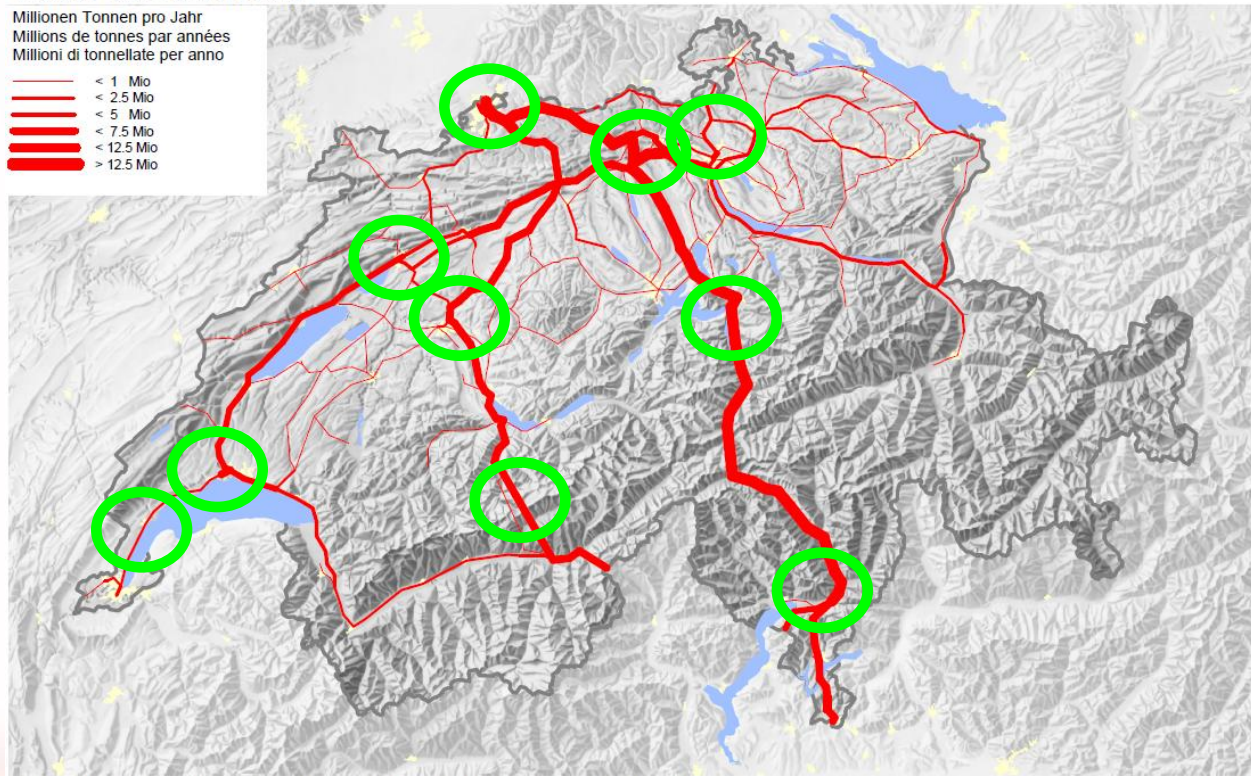 Millionen Tonnen pro Jahr
Millions de tonnes par années
Millioni di tonnellate per anno
< 1 Mio
< 2.5 Mio
< 5 Mio
< 7.5 Mio
< 12.5 Mio
> 12.5 Mio